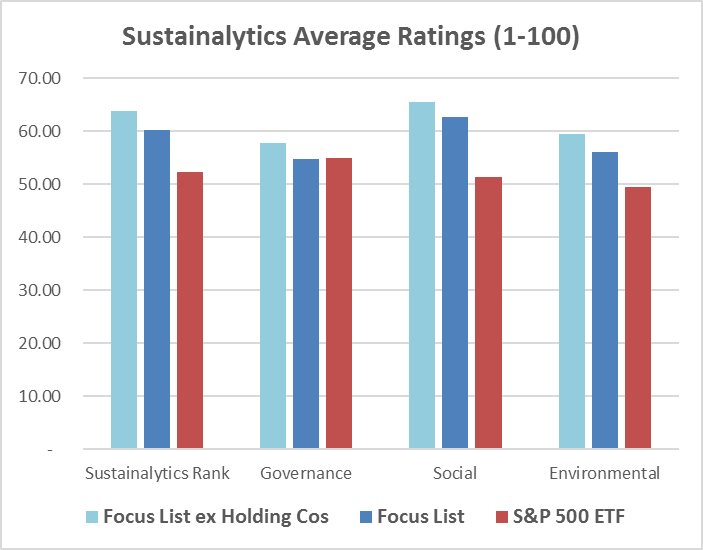 Sustainalytics Average Ratings (1-100)
70.00
60.00
50.00
40.00
30.00
20.00
10.00
-
Sustainalytics Rank Governance Social Environmental
Focus List ex Holding Cos Focus List S&P 500 ETF